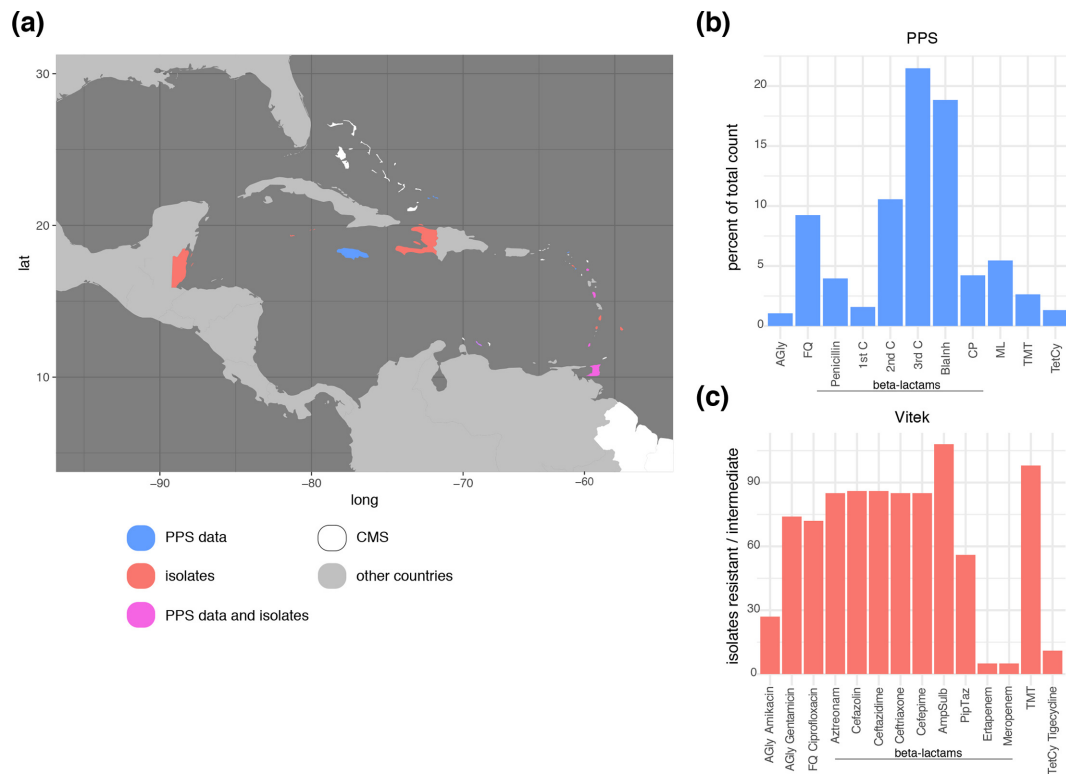 (a)
30
20
10
lat
−90
−80
−70
−60
long
PPS data
isolates
PPS data and isolates
CMS
other countries
(b)
PPS
percent of total count
20
15
10
5
0
AGly
FQ
Penicillin
1st C
2nd C
3rd C
BlaInh
CP
ML
TMT
TetCy
beta-lactams
(c)
Vitek
isolates resistant / intermediate
90
60
30
0
AGly Amikacin
AGly Gentamicin
FQ Ciprofloxacin
Aztreonam
Cefazolin
Ceftazidime
Ceftriaxone
Cefepime
AmpSulb
PipTaz
Ertapenem
Meropenem
TMT
TetCy Tigecycline
beta-lactams